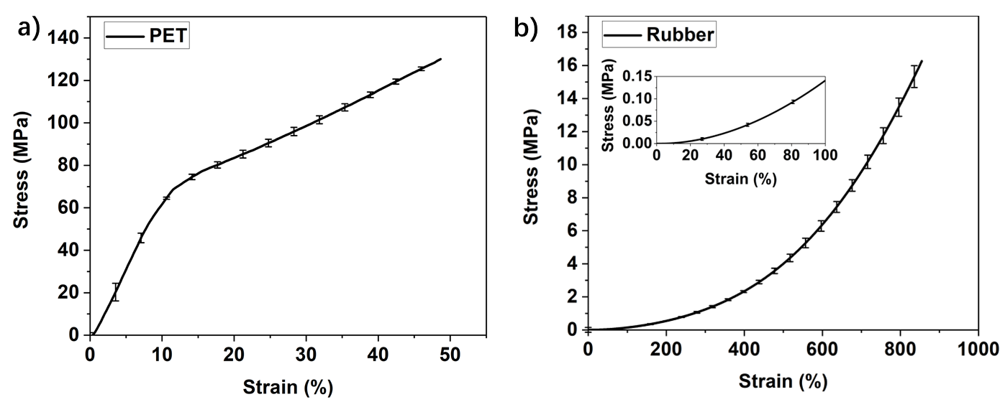 a)
PET
140
120
100
80
60
40
20
0
Stress (MPa)
0 10 20 30 40 50
Strain (%)
b)
Rubber
18
16
14
12
10
8
6
4
2
0
Stress (MPa)
0 200 400 600 800 1000
Strain (%)
0.15
0.10
0.05
0.00
Stress (MPa)
0 20 40 60 80 100
Strain (%)